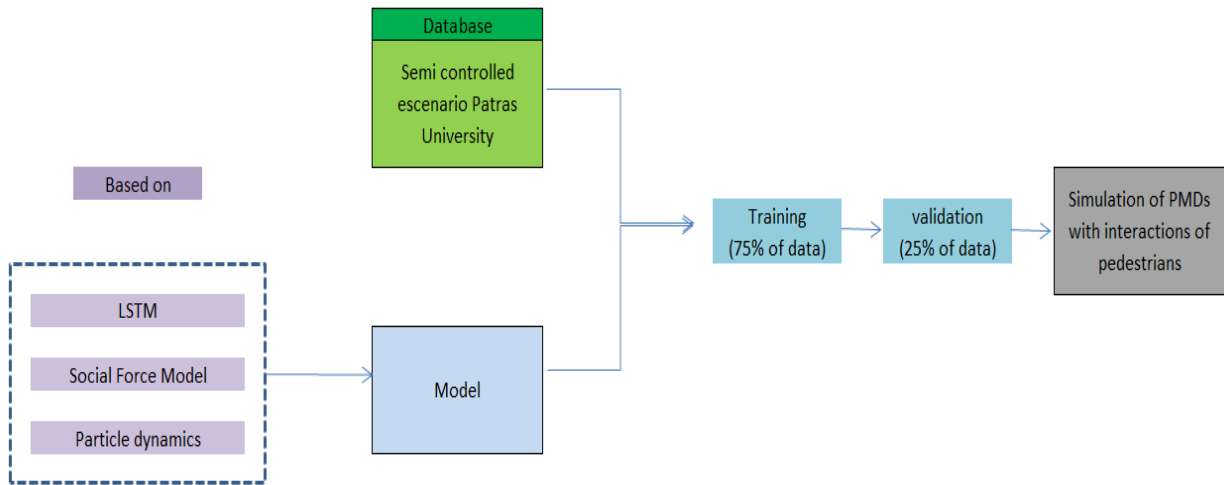 Database
Semi controlled
escenario Patras
University
Based on
LSTM
Social Force Model
Particle dynamics
Model
Training
(75% of data)
validation
(25% of data)
Simulation of PMDs
with interactions of
pedestrians